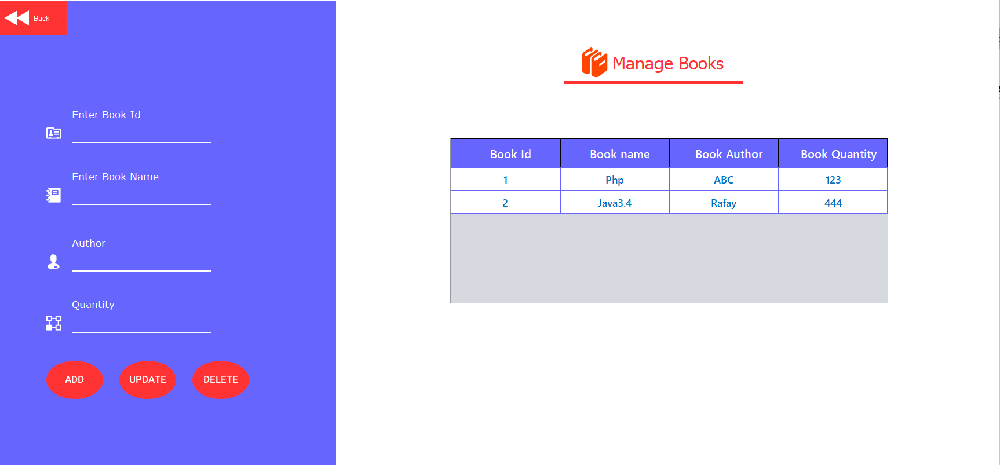 Back
Enter Book Id
Enter Book Name
Author
Quantity
ADD UPDATE DELETE
Manage Books
Book Id Book name Book Author Book Quantity
1 Php ABC 123
2 Java3.4 Rafay 444